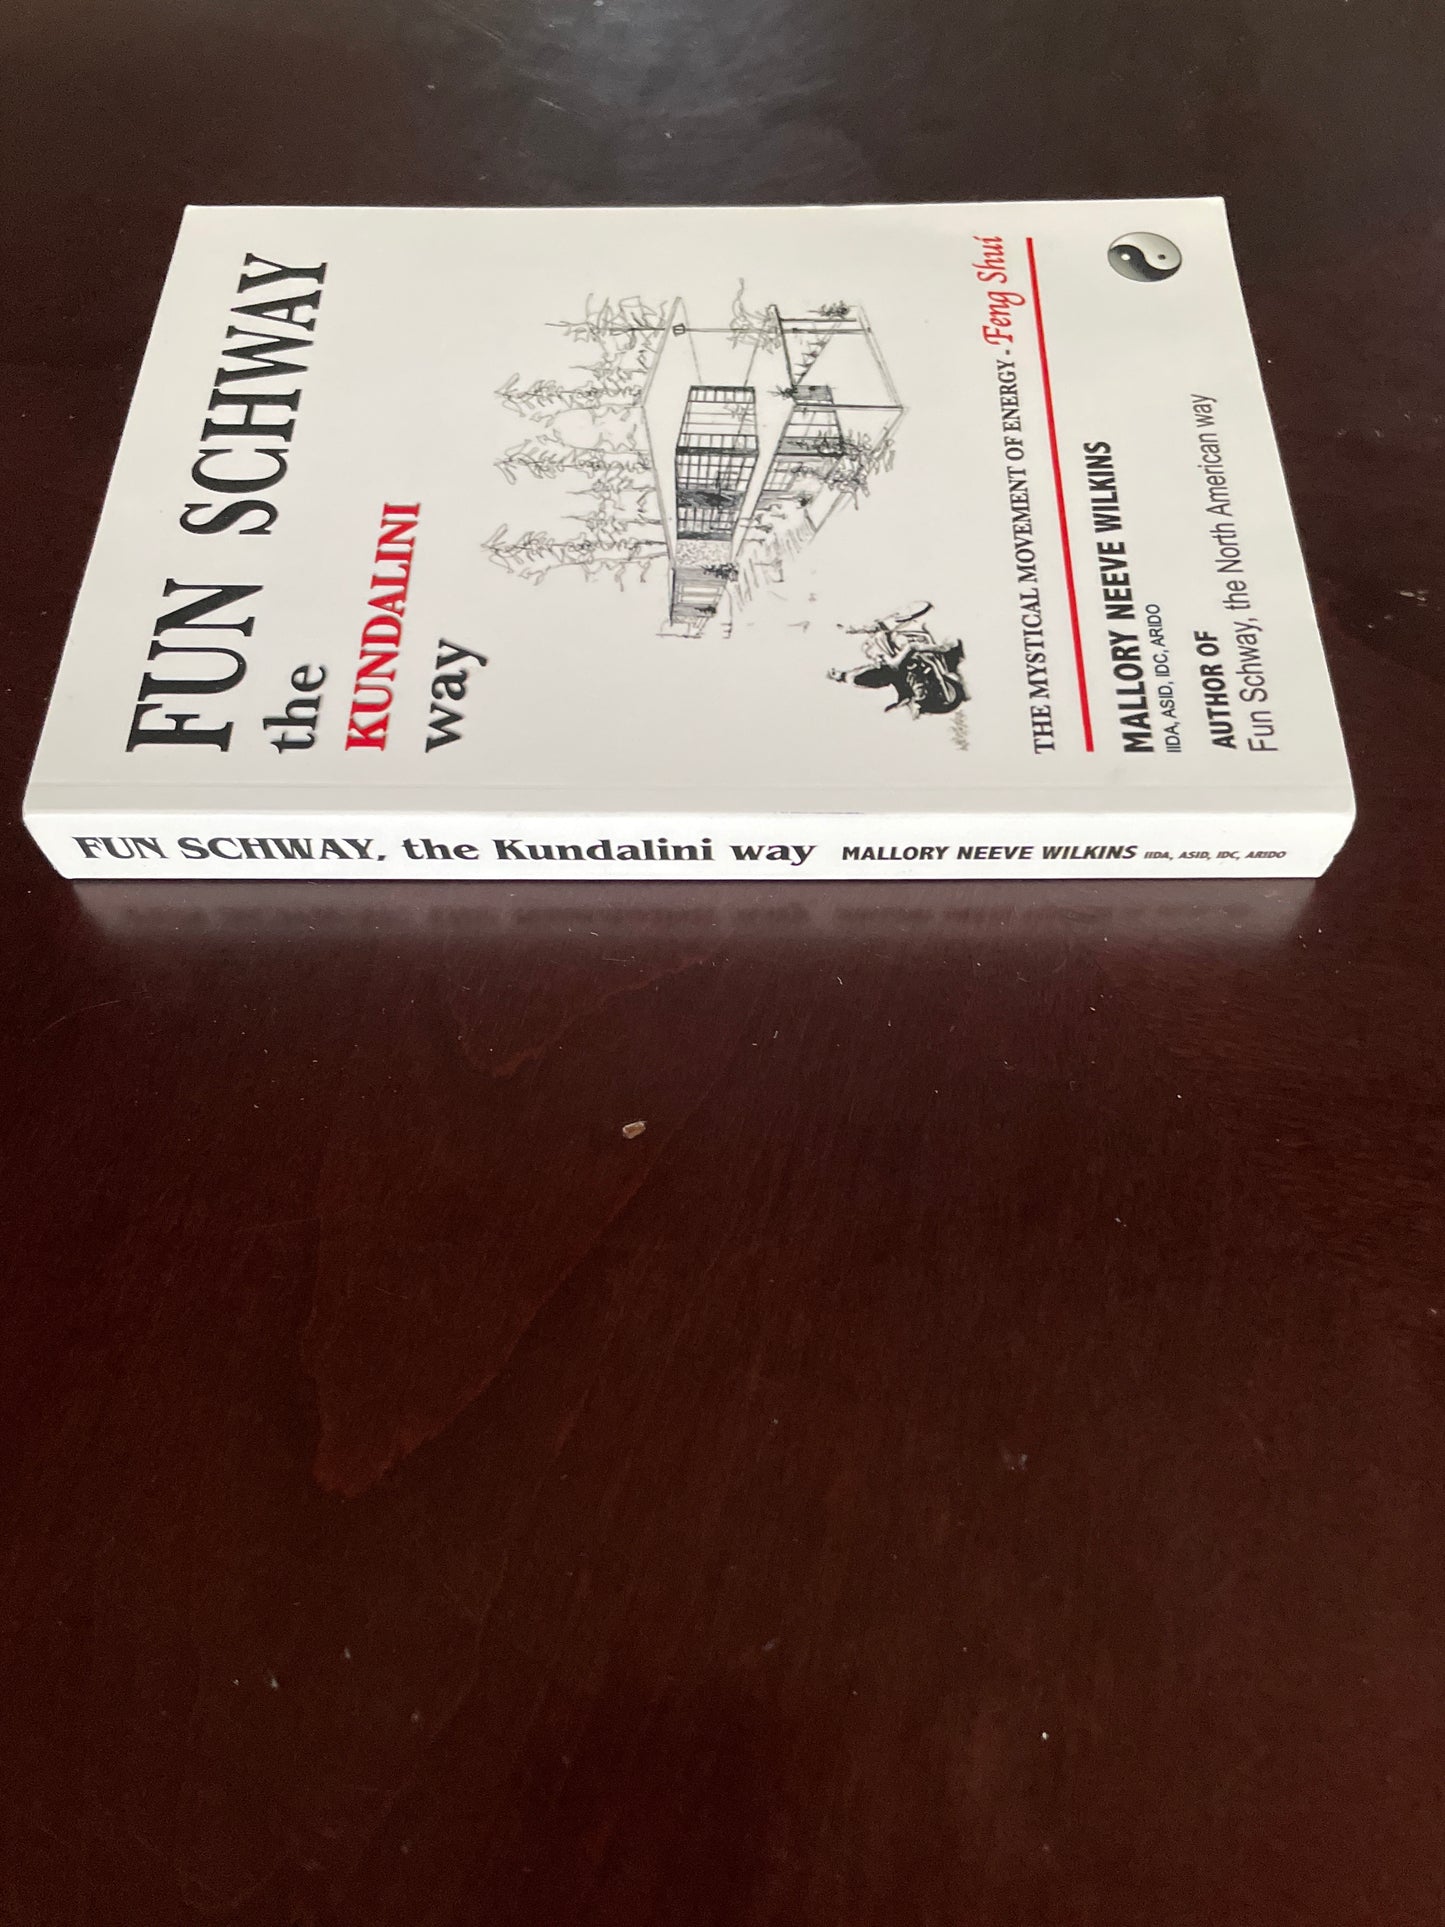 FUN SCHWAY
the
KUNDALINI
way
THE MYSTICAL MOVEMENT OF ENERGY - Feng Shui
MALLORY NEEVE WILKINS
IIDA, ASID, IDC, ARIDO
AUTHOR OF
Fun Schway, the North American way
FUN SCHWAY, the Kundalini way MALLORY NEEVE WILKINS IIDA, ASID, IDC, ARIDO